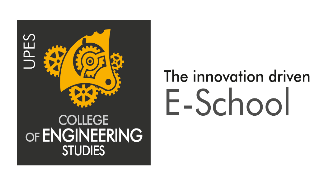 UPES
COLLEGE
OF ENGINEERING
STUDIES
The innovation driven
E-School